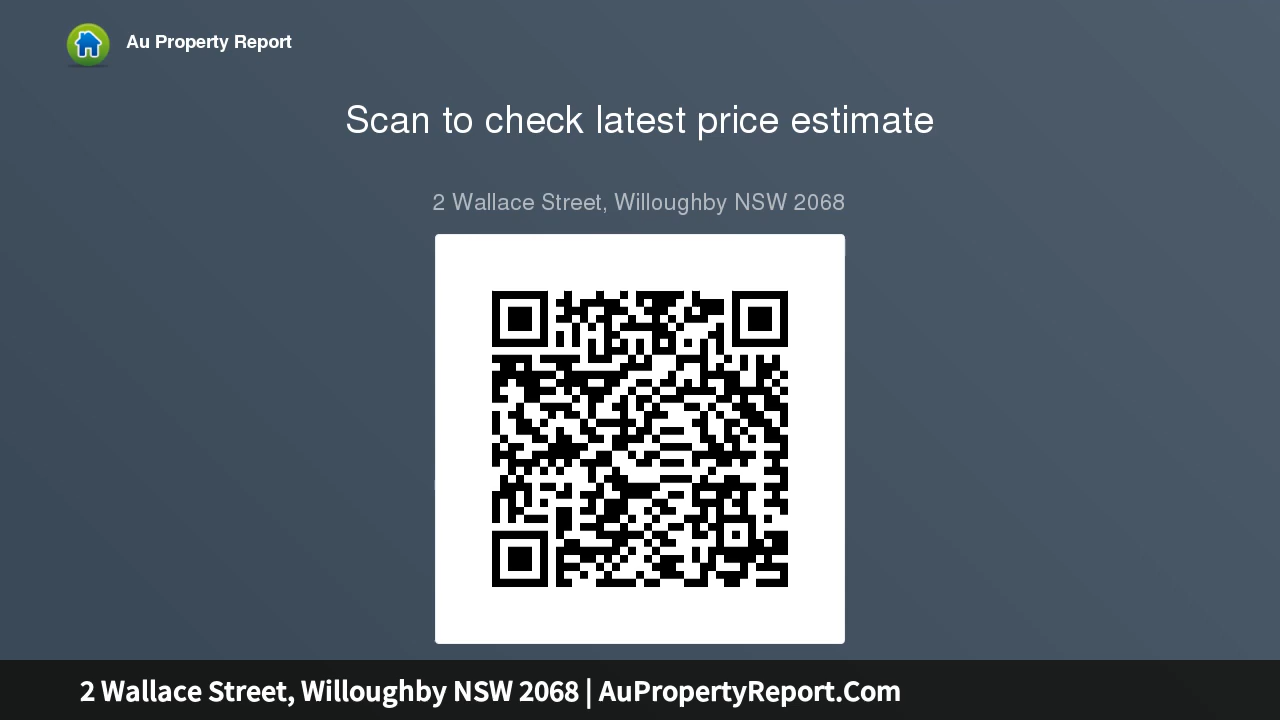 Au Property Report
Scan to check latest price estimate
2 Wallace Street, Willoughby NSW 2068
2 Wallace Street, Willoughby NSW 2068 | AuPropertyReport.Com